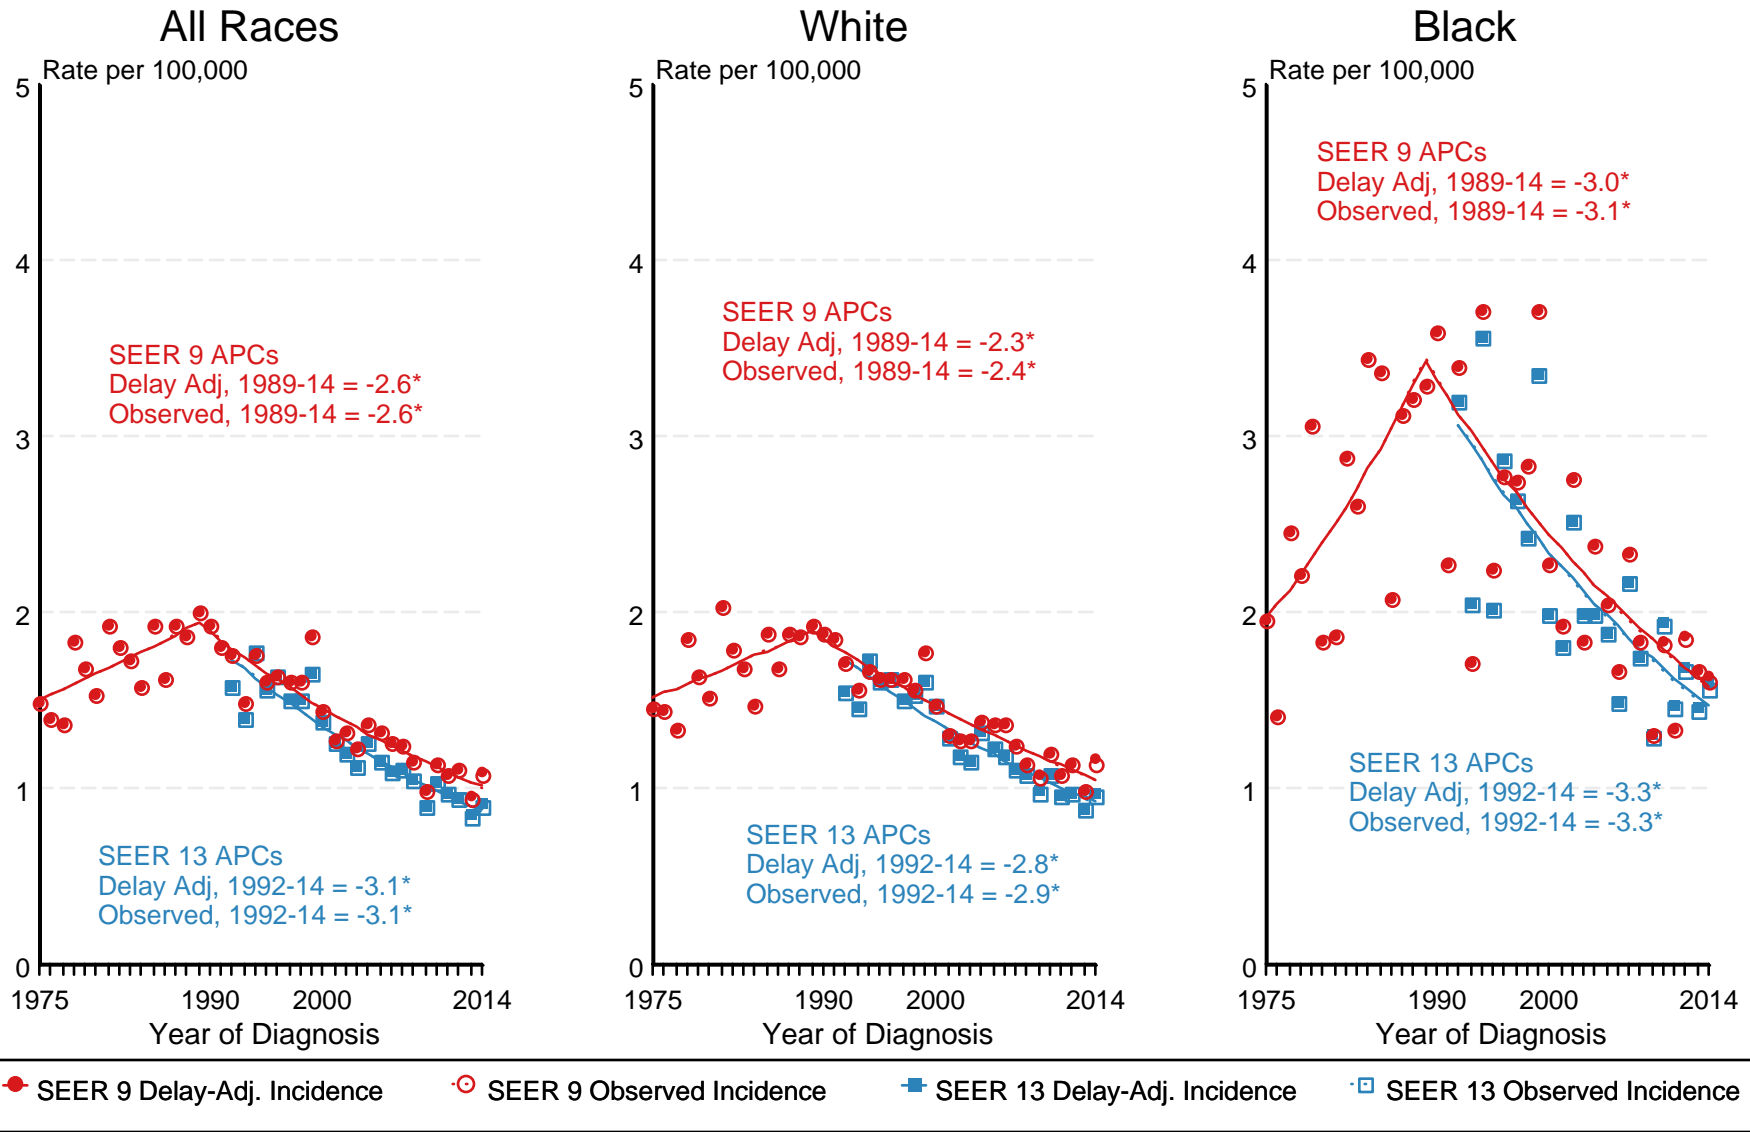 All Races
Rate per 100,000
5
4
3
2
1
0
SEER 9 APCs
Delay Adj, 1989-14 = -2.6*
Observed, 1989-14 = -2.6*
SEER 13 APCs
Delay Adj, 1992-14 = -3.1*
Observed, 1992-14 = -3.1*
1975 1990 2000 2014
Year of Diagnosis
White
Rate per 100,000
5
4
3
2
1
0
SEER 9 APCs
Delay Adj, 1989-14 = -2.3*
Observed, 1989-14 = -2.4*
SEER 13 APCs
Delay Adj, 1992-14 = -2.8*
Observed, 1992-14 = -2.9*
1975 1990 2000 2014
Year of Diagnosis
Black
Rate per 100,000
5
4
3
2
1
0
SEER 9 APCs
Delay Adj, 1989-14 = -3.0*
Observed, 1989-14 = -3.1*
SEER 13 APCs
Delay Adj, 1992-14 = -3.3*
Observed, 1992-14 = -3.3*
1975 1990 2000 2014
Year of Diagnosis
SEER 9 Delay-Adj. Incidence SEER 9 Observed Incidence SEER 13 Delay-Adj. Incidence SEER 13 Observed Incidence